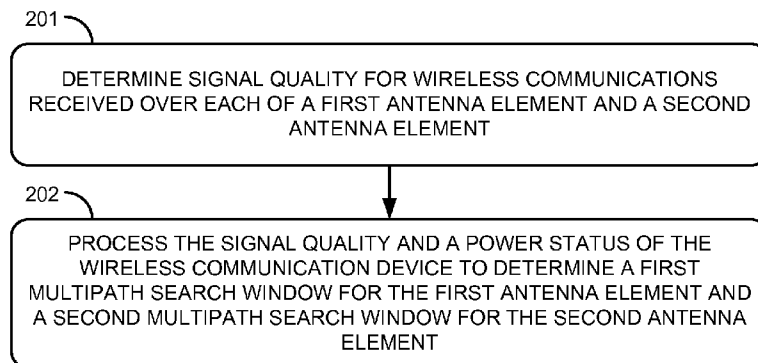 201
DETERMINE SIGNAL QUALITY FOR WIRELESS COMMUNICATIONS
RECEIVED OVER EACH OF A FIRST ANTENNA ELEMENT AND A SECOND
ANTENNA ELEMENT
202
PROCESS THE SIGNAL QUALITY AND A POWER STATUS OF THE
WIRELESS COMMUNICATION DEVICE TO DETERMINE A FIRST
MULTIPATH SEARCH WINDOW FOR THE FIRST ANTENNA ELEMENT AND
A SECOND MULTIPATH SEARCH WINDOW FOR THE SECOND ANTENNA
ELEMENT